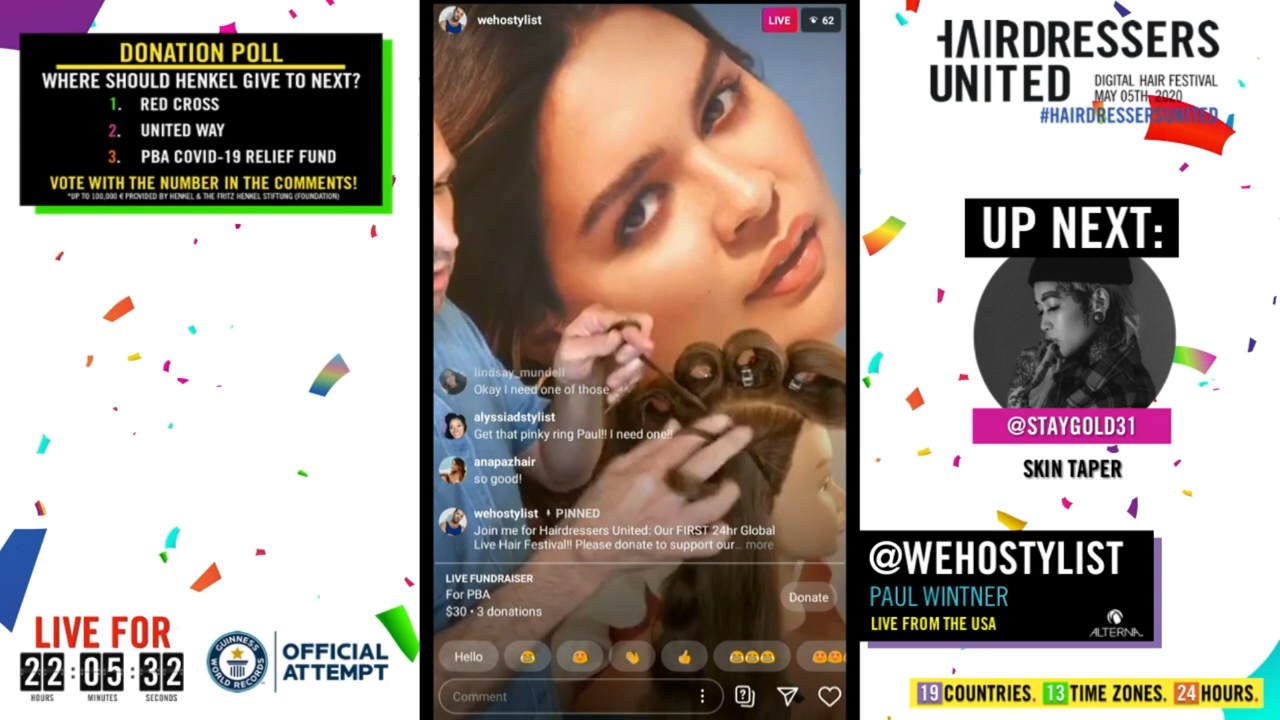 DONATION POLL
WHERE SHOULD HENKEL GIVE TO NEXT?
1. RED CROSS
2. UNITED WAY
3. PBA COVID-19 RELIEF FUND
VOTE WITH THE NUMBER IN THE COMMENTS!
*UP TO 100,000 € PROVIDED BY HENKEL & THE FRITZ HENKEL STIFTUNG (FOUNDATION)
LIVE FOR
22:05:32
HOURS MINUTES SECONDS
GUINNESS WORLD RECORDS
OFFICIAL
ATTEMPT
wehostylist
LIVE 62
lindsay_mundell
Okay I need one of those
alyssiadstylist
Get that pinky ring Paul!! I need one!!
anapazhair
so good!
wehostylist PINNED
Join me for Hairdressers United: Our FIRST 24hr Global
Live Hair Festival!! Please donate to support our... more
LIVE FUNDRAISER
For PBA
$30 • 3 donations
Donate
Hello
Comment
HAIRDRESSERS
UNITED
DIGITAL HAIR FESTIVAL
MAY 05TH, 2020
#HAIRDRESSERSUNITED
UP NEXT:
@STAYGOLD31
SKIN TAPER
@WEHOSTYLIST
PAUL WINTNER
LIVE FROM THE USA
ALTERNA
19 COUNTRIES. 13 TIME ZONES. 24 HOURS.